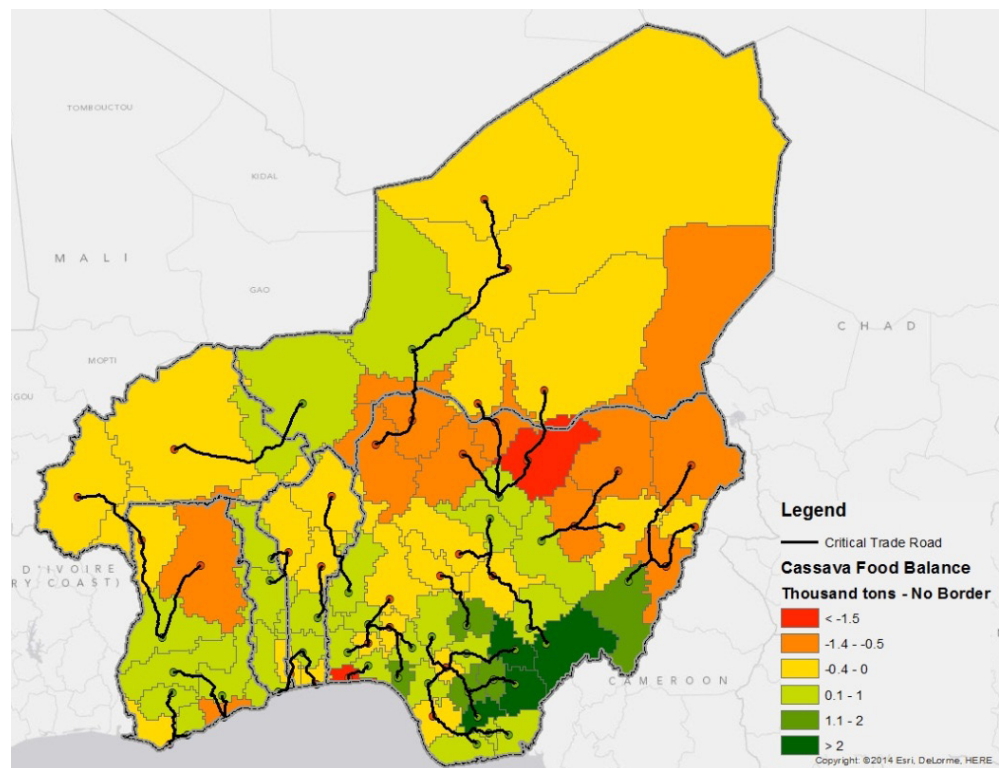 TOMBOUCTOU
KIDAL
M A L I
GAO
MOPTI
GOU
C H A D
D'IVOIRE
RY COAST)
CAMEROON
Legend
Critical Trade Road
Cassava Food Balance
Thousand tons - No Border
< -1.5
-1.4 - -0.5
-0.4 - 0
0.1 - 1
1.1 - 2
> 2
Copyright: ©2014 Esri, DeLorme, HERE